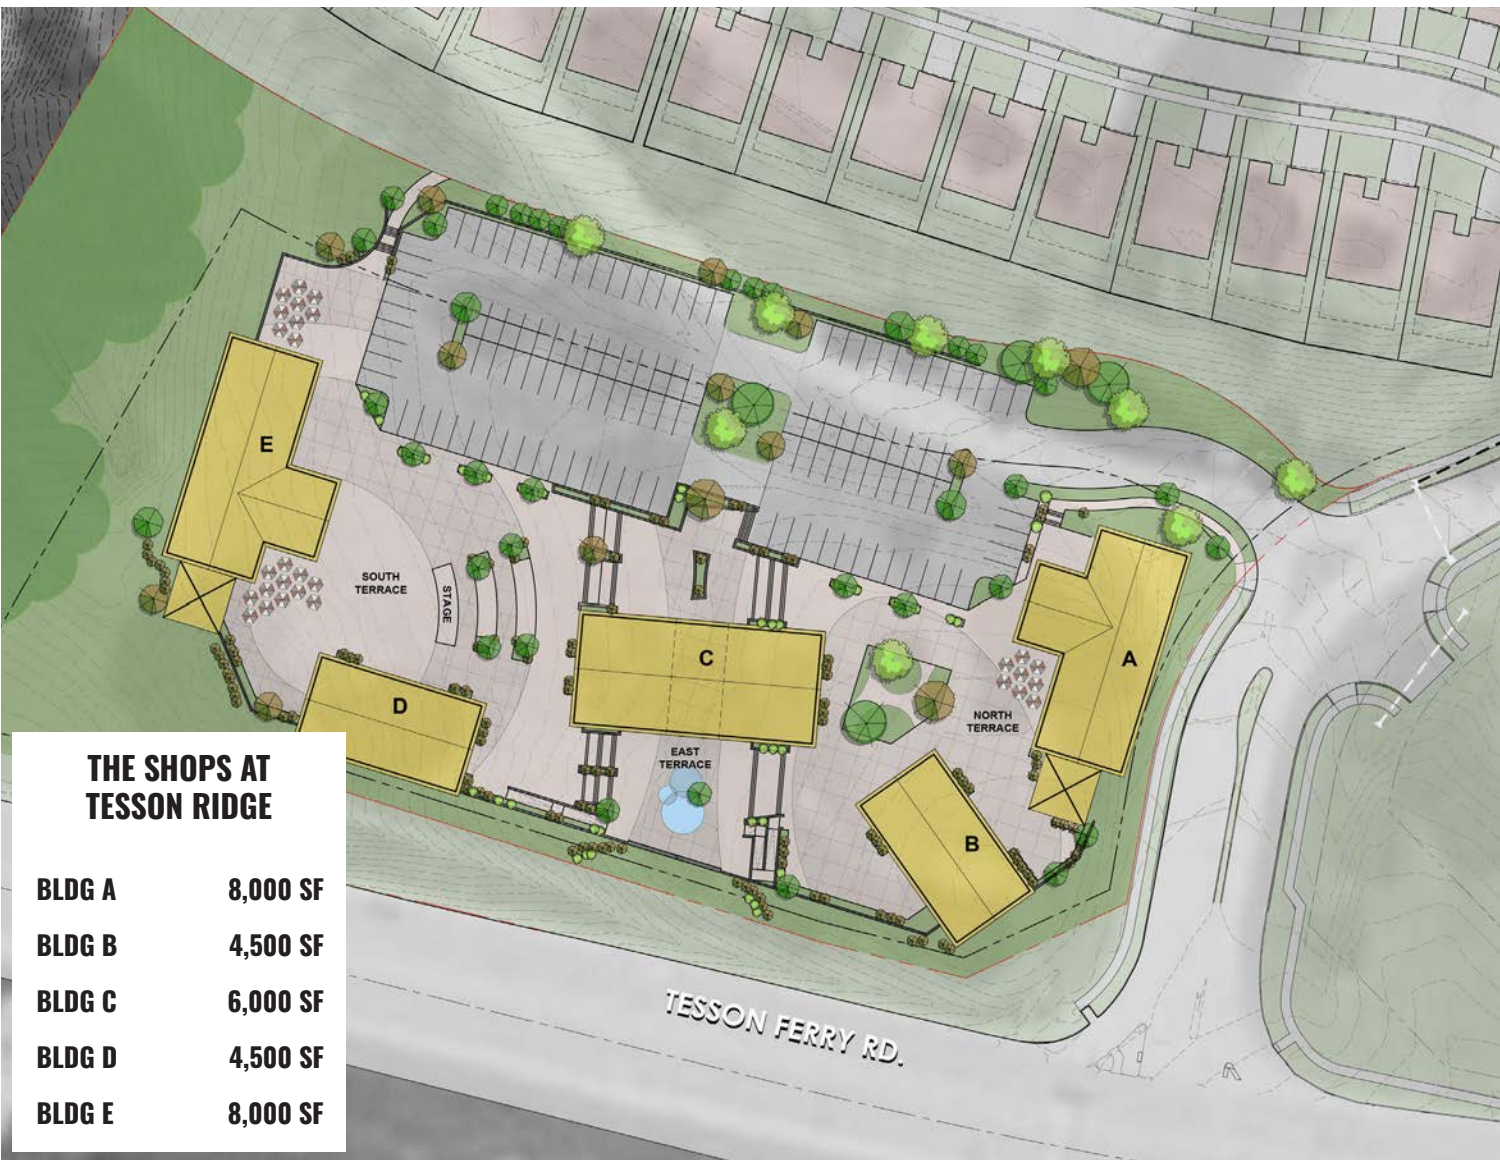 E
SOUTH
TERRACE
STAGE
C
A
D
NORTH
TERRACE
EAST
TERRACE
B
TESSON FERRY RD.
THE SHOPS AT
TESSON RIDGE
BLDG A 8,000 SF
BLDG B 4,500 SF
BLDG C 6,000 SF
BLDG D 4,500 SF
BLDG E 8,000 SF